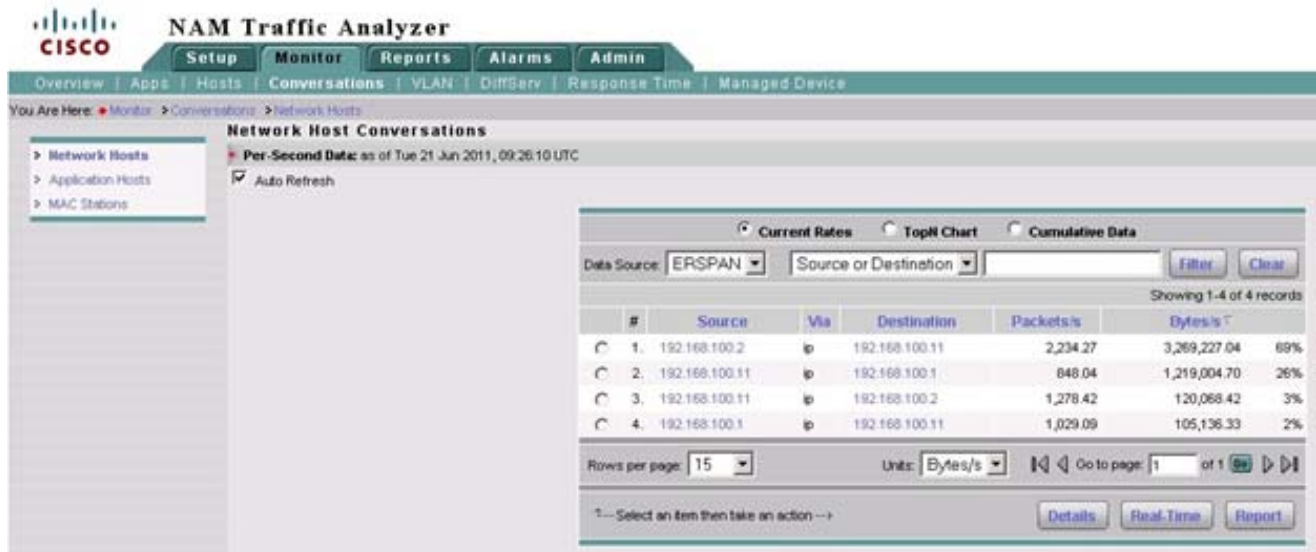 CISCO
NAM Traffic Analyzer
Setup Monitor Reports Alarms Admin
Overview | Apps | Hosts | Conversations | VLAN | DiffServ | Response Time | Managed Device
You Are Here: Monitor > Conversations > Network Hosts
Network Host Conversations
> Network Hosts
> Application Hosts
> MAC Stations
Per-Second Data: as of Tue 21 Jun 2011, 09:26:10 UTC
Auto Refresh
Current Rates TopN Chart Cumulative Data
Data Source: ERSPAN Source or Destination Filter Clear
Showing 1-4 of 4 records
# Source Via Destination Packets/s Bytes/s
1. 192.168.100.2 ip 192.168.100.11 2,234.27 3,269,227.04 69%
2. 192.168.100.11 ip 192.168.100.1 848.04 1,219,004.70 26%
3. 192.168.100.11 ip 192.168.100.2 1,278.42 120,068.42 3%
4. 192.168.100.1 ip 192.168.100.11 1,029.09 105,136.33 2%
Rows per page: 15 Units: Bytes/s Go to page: 1 of 1 Go
Select an item then take an action --> Details Real-Time Report